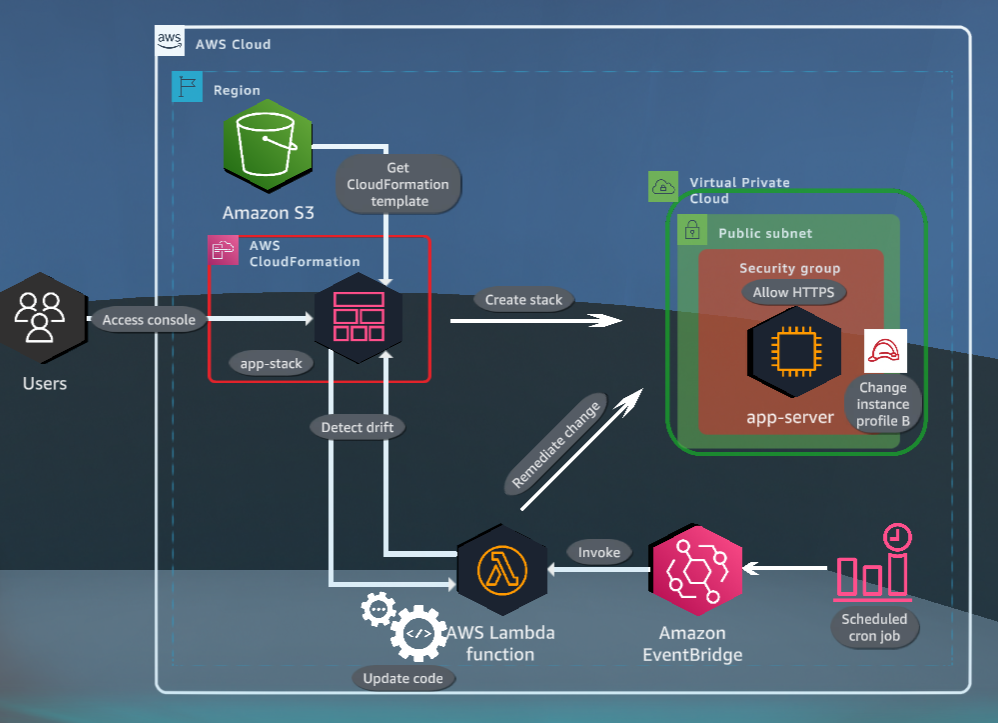 aws
AWS Cloud
Region
Amazon S3
Get
CloudFormation
template
AWS
CloudFormation
Users
Access console
app-stack
Create stack
Detect drift
Virtual Private
Cloud
Public subnet
Security group
Allow HTTPS
app-server
Change
instance
profile B
Remediate change
Invoke
AWS Lambda
function
</>
Update code
Amazon
EventBridge
Scheduled
cron job